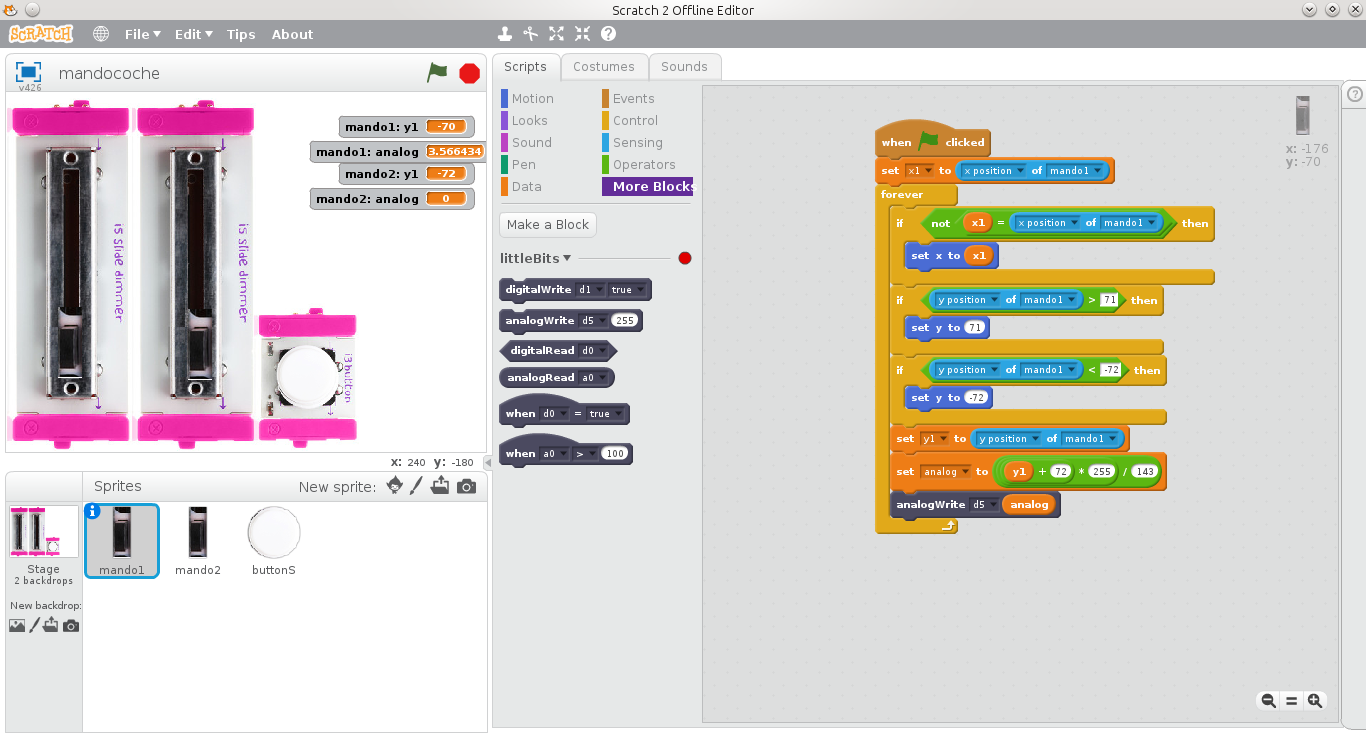 Scratch 2 Offline Editor
SCRATCH
File
Edit
Tips
About
v426
mandocoche
mando1: y1 -70
mando1: analog 3.566434
mando2: y1 -72
mando2: analog 0
i5 slide dimmer
i5 slide dimmer
i3 button
x: 240 y: -180
Sprites
New sprite:
Stage
2 backdrops
New backdrop:
mando1
mando2
buttonS
Scripts
Costumes
Sounds
Motion
Events
Looks
Control
Sound
Sensing
Pen
Operators
Data
More Blocks
Make a Block
littleBits
digitalWrite d1 true
analogWrite d5 255
digitalRead d0
analogRead a0
when d0 = true
when a0 > 100
x: -176
y: -70
when clicked
set x1 to x position of mando1
forever
if not x1 = x position of mando1 then
set x to x1
if y position of mando1 > 71 then
set y to 71
if y position of mando1 < -72 then
set y to -72
set y1 to y position of mando1
set analog to y1 + 72 * 255 / 143
analogWrite d5 analog